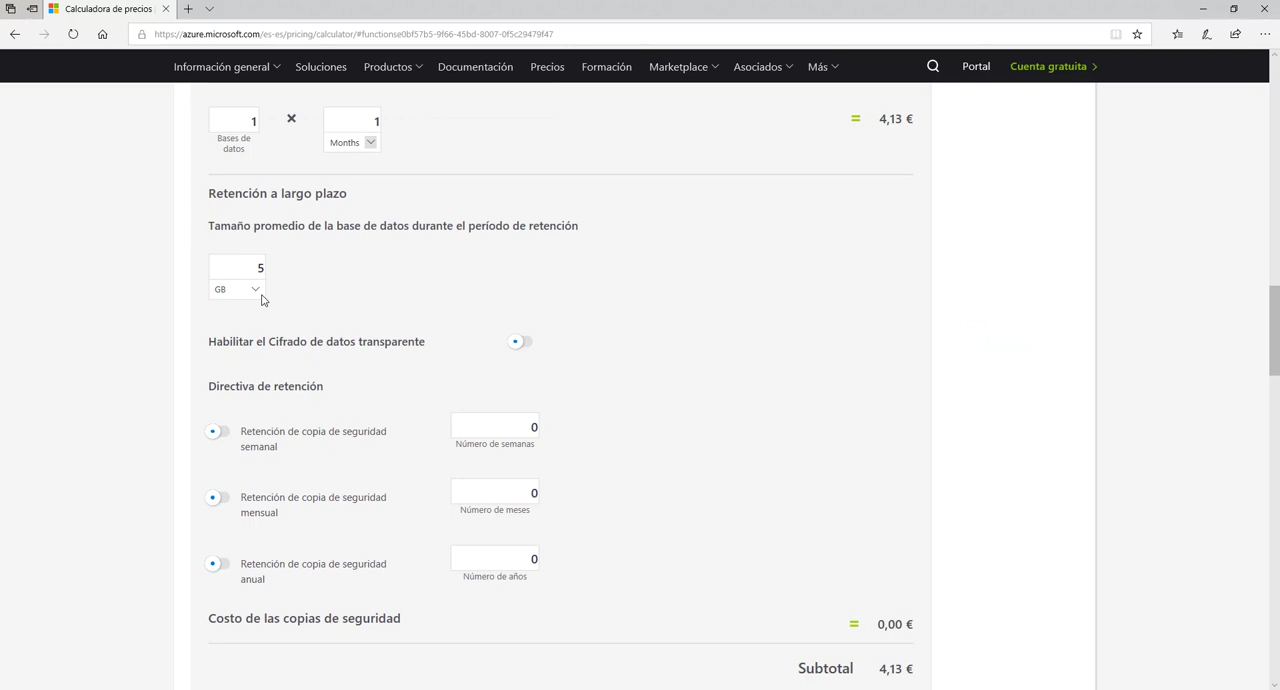 Calculadora de precios
https://azure.microsoft.com/es-es/pricing/calculator/#functionse0bf57b5-9f66-45bd-8007-0f5c29479f47
Información general Soluciones Productos Documentación Precios Formación Marketplace Asociados Más Portal Cuenta gratuita
1 × 1 = 4,13 €
Bases de
datos
Months
Retención a largo plazo
Tamaño promedio de la base de datos durante el período de retención
5
GB
Habilitar el Cifrado de datos transparente
Directiva de retención
Retención de copia de seguridad
semanal
0
Número de semanas
Retención de copia de seguridad
mensual
0
Número de meses
Retención de copia de seguridad
anual
0
Número de años
Costo de las copias de seguridad = 0,00 €
Subtotal 4,13 €